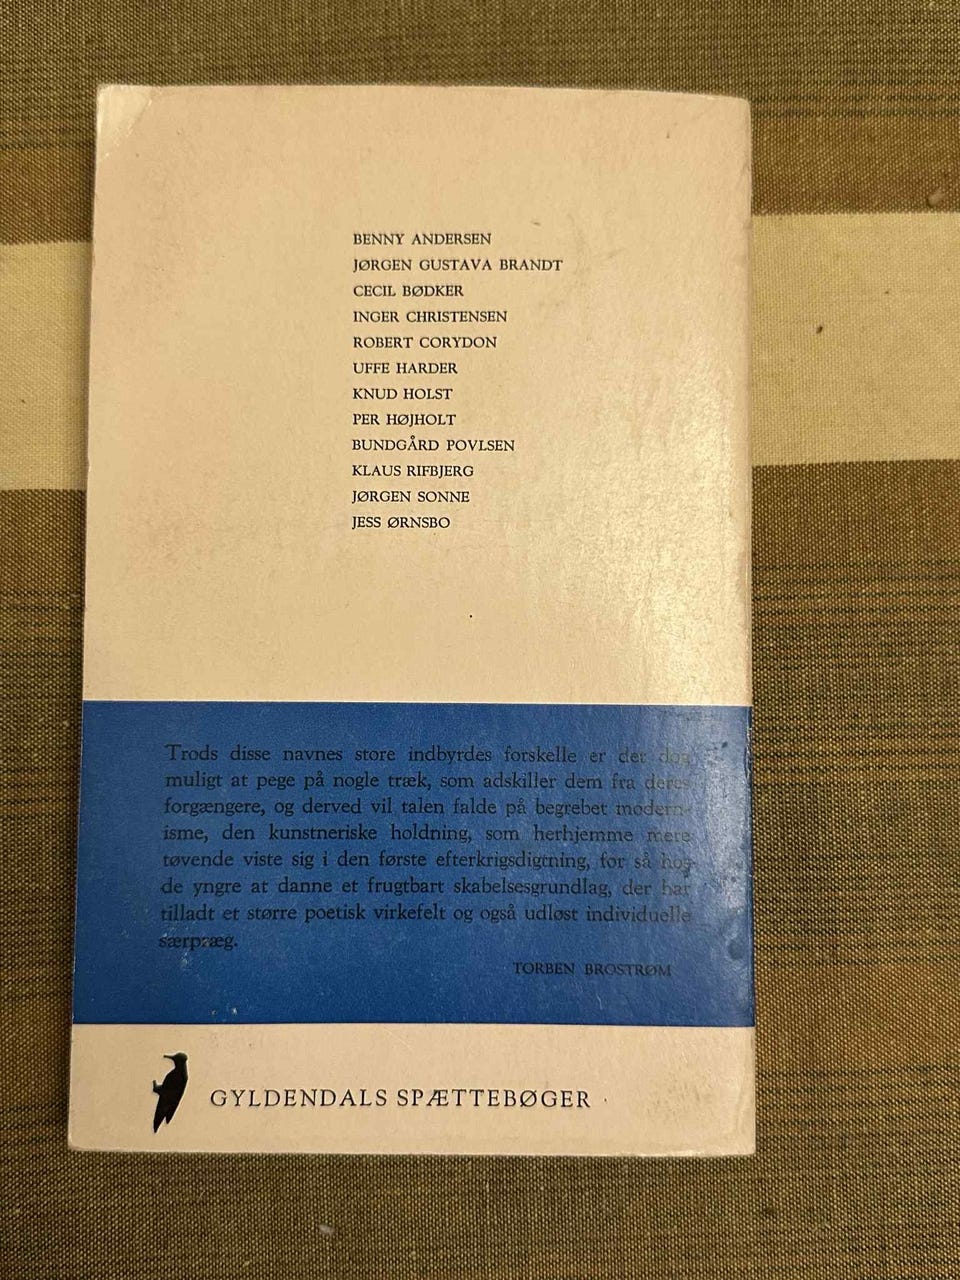 BENNY ANDERSEN
JØRGEN GUSTAVA BRANDT
CECIL BØDKER
INGER CHRISTENSEN
ROBERT CORYDON
UFFE HARDER
KNUD HOLST
PER HØJHOLT
BUNDGÅRD POVLSEN
KLAUS RIFBJERG
JØRGEN SONNE
JESS ØRNSBO
Trods disse navnes store indbyrdes forskelle er det dog
muligt at pege på nogle træk, som adskiller dem fra deres
forgængere, og derved vil talen falde på begrebet modern-
isme, den kunstneriske holdning, som herhjemme mere
tøvende viste sig i den første efterkrigsdigtning, for så hos
de yngre at danne et frugtbart skabelsesgrundlag, der har
tilladt et større poetisk virkefelt og også udløst individuelle
særpræg.
TORBEN BROSTRØM
GYLDENDALS SPÆTTEBØGER